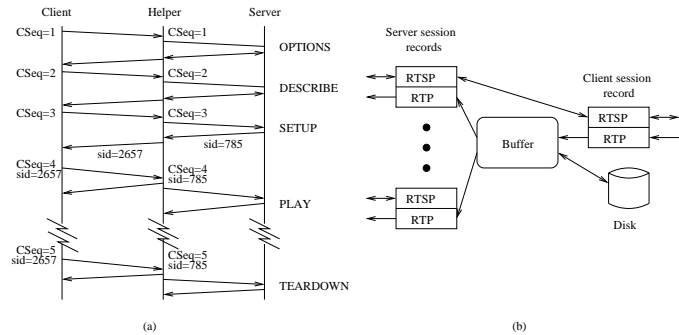 Client Helper Server
CSeq=1 CSeq=1
OPTIONS
CSeq=2 CSeq=2
DESCRIBE
CSeq=3 CSeq=3
SETUP
sid=2657 sid=785
CSeq=4 CSeq=4
sid=2657 sid=785
PLAY
CSeq=5 CSeq=5
sid=2657 sid=785
TEARDOWN
(a)
Server session
records
RTSP
RTP
Client session
record
RTSP
RTP
Buffer
RTSP
RTP
Disk
(b)